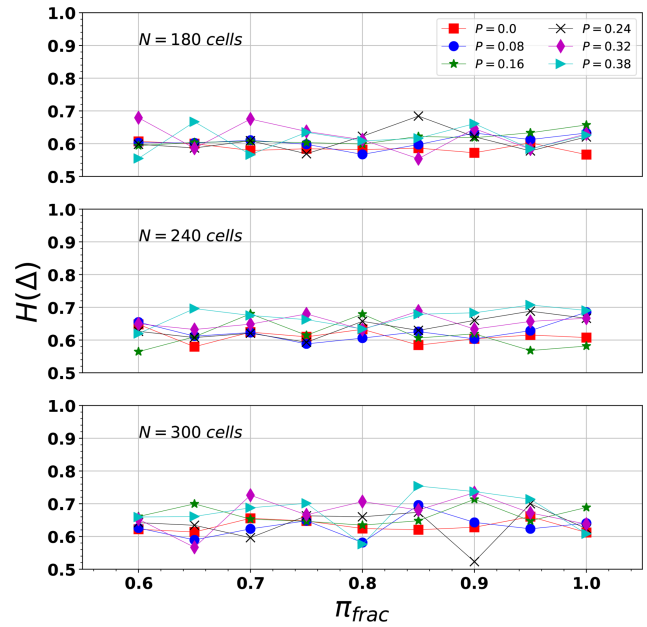 N = 180 cells
P = 0.0
P = 0.08
P = 0.16
P = 0.24
P = 0.32
P = 0.38
1.0
0.9
0.8
0.7
0.6
0.5
N = 240 cells
1.0
0.9
0.8
0.7
0.6
0.5
H(Δ)
N = 300 cells
1.0
0.9
0.8
0.7
0.6
0.5
0.6 0.7 0.8 0.9 1.0
π_frac